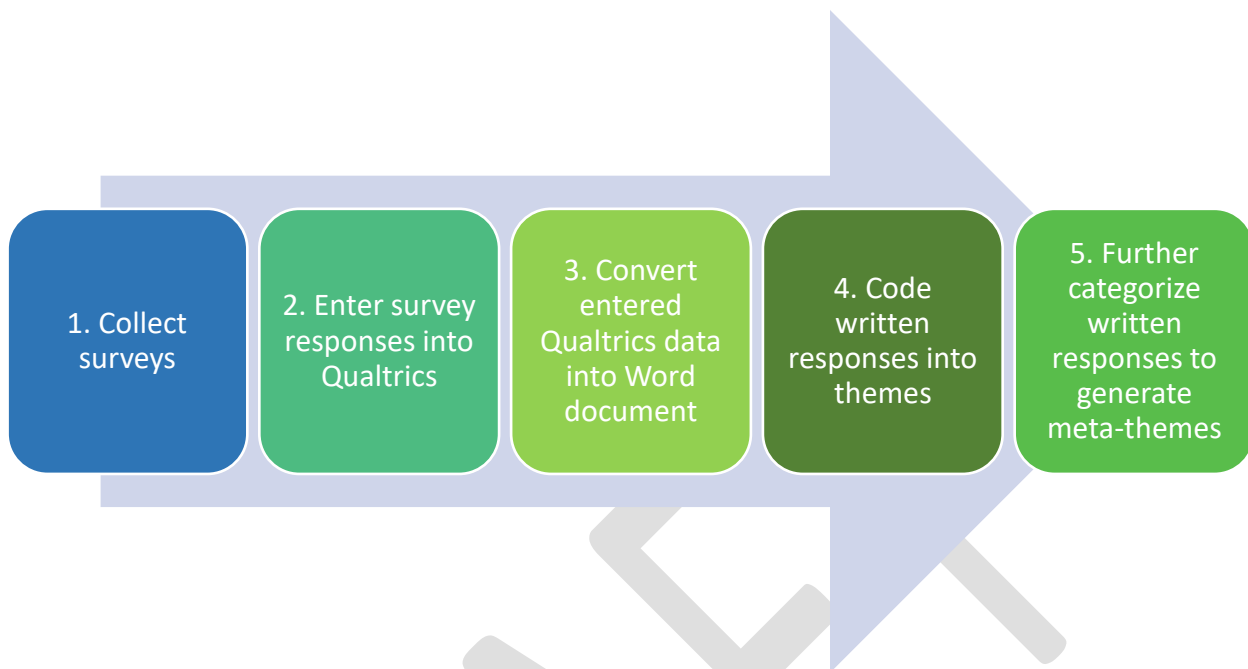 1. Collect
surveys
2. Enter survey
responses into
Qualtrics
3. Convert
entered
Qualtrics data
into Word
document
4. Code
written
responses into
themes
5. Further
categorize
written
responses to
generate
meta-themes